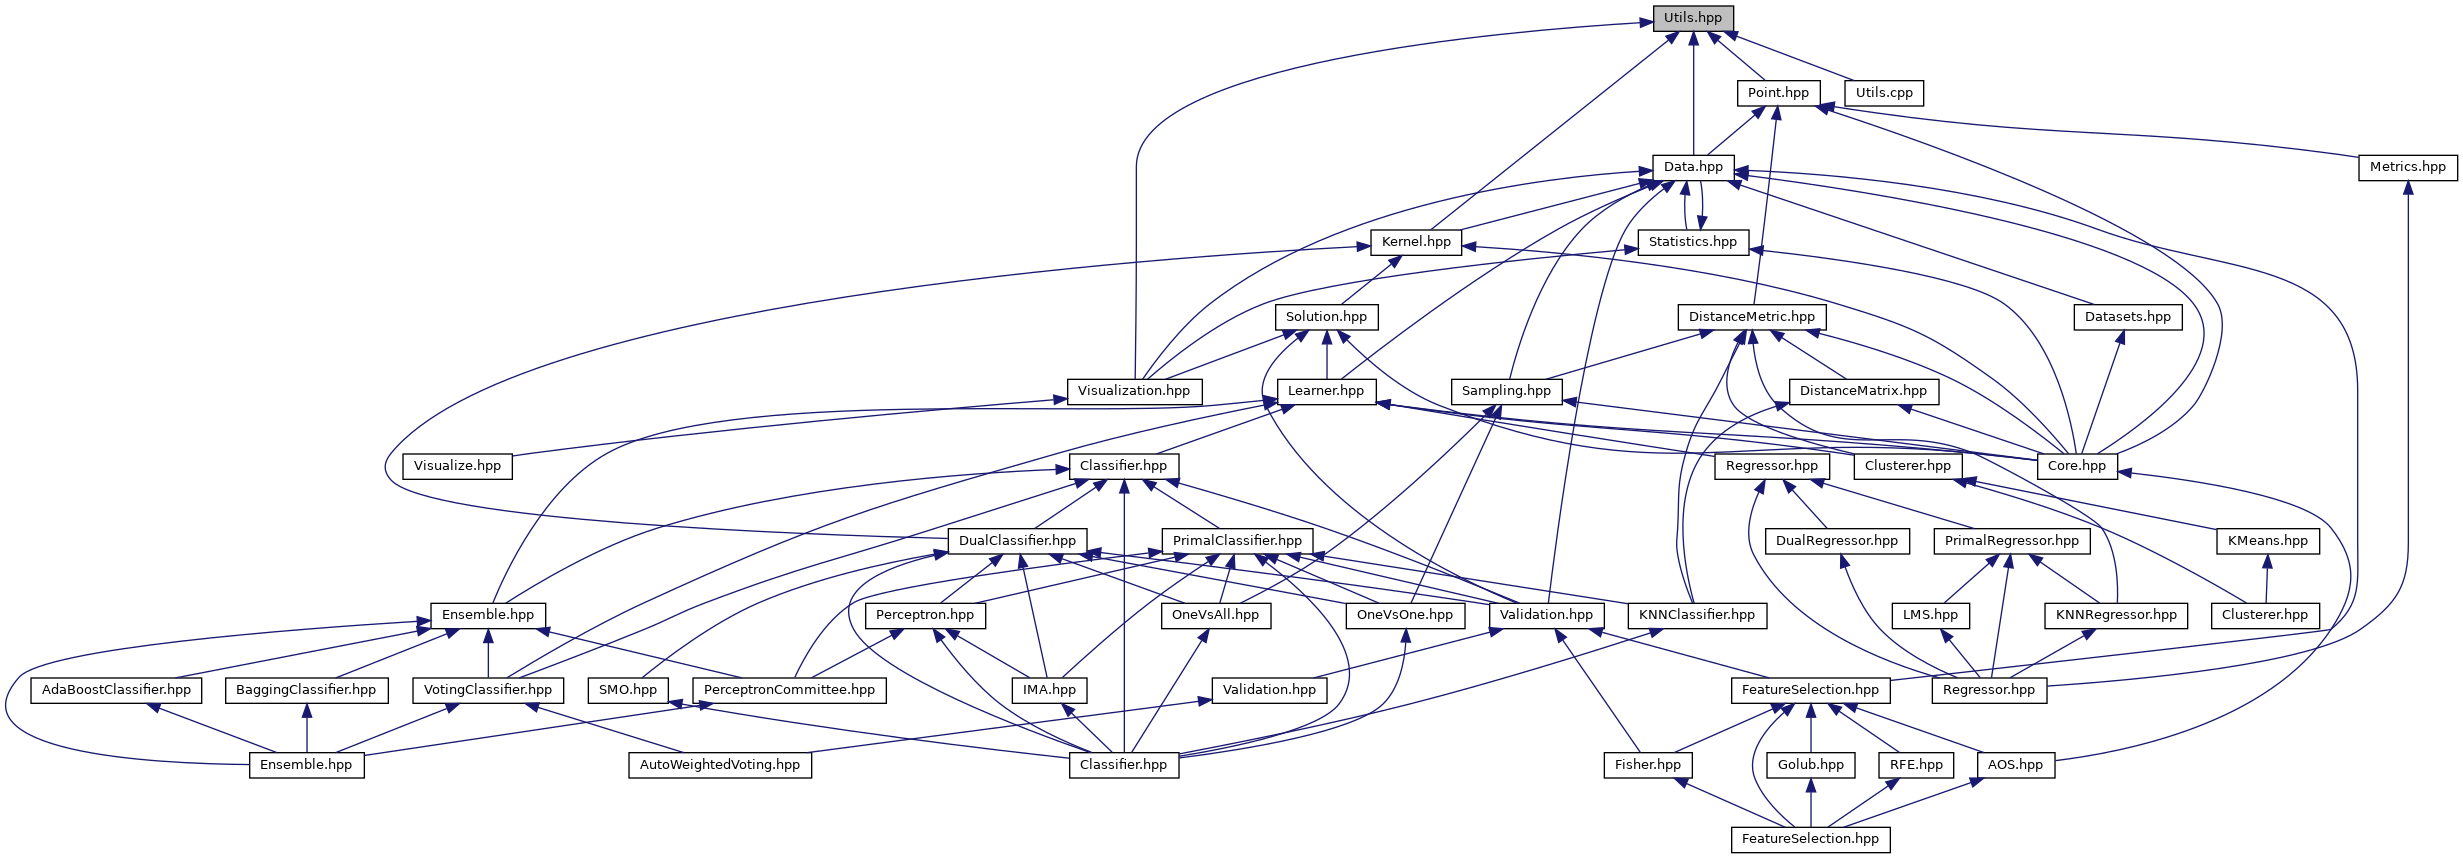 Utils.hpp
Point.hpp
Utils.cpp
Data.hpp
Metrics.hpp
Kernel.hpp
Statistics.hpp
Solution.hpp
DistanceMetric.hpp
Datasets.hpp
Visualization.hpp
Learner.hpp
Sampling.hpp
DistanceMatrix.hpp
Visualize.hpp
Classifier.hpp
Regressor.hpp
Clusterer.hpp
Core.hpp
DualClassifier.hpp
PrimalClassifier.hpp
DualRegressor.hpp
PrimalRegressor.hpp
KMeans.hpp
Ensemble.hpp
Perceptron.hpp
OneVsAll.hpp
OneVsOne.hpp
Validation.hpp
KNNClassifier.hpp
LMS.hpp
KNNRegressor.hpp
Clusterer.hpp
AdaBoostClassifier.hpp
BaggingClassifier.hpp
VotingClassifier.hpp
SMO.hpp
PerceptronCommittee.hpp
IMA.hpp
Validation.hpp
FeatureSelection.hpp
Regressor.hpp
Ensemble.hpp
AutoWeightedVoting.hpp
Classifier.hpp
Fisher.hpp
Golub.hpp
RFE.hpp
AOS.hpp
FeatureSelection.hpp